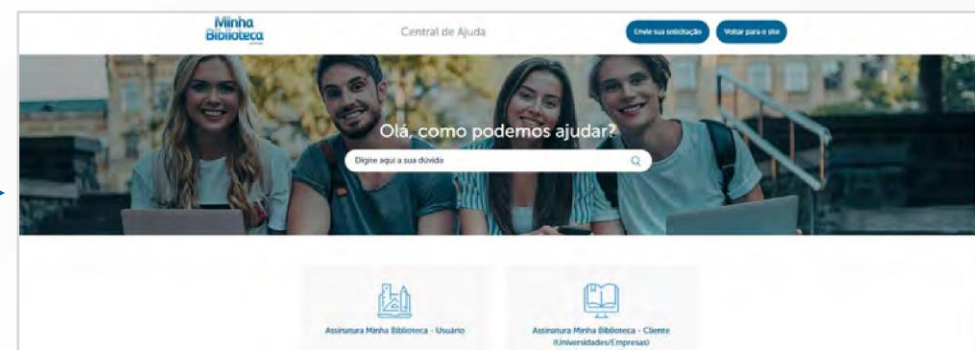 Minha
Biblioteca
Central de Ajuda
Envie sua solicitação
Voltar para o site
Olá, como podemos ajudar?
Digite aqui a sua dúvida
Assinatura Minha Biblioteca - Usuário
Assinatura Minha Biblioteca - Cliente
(Universidades/Empresas)